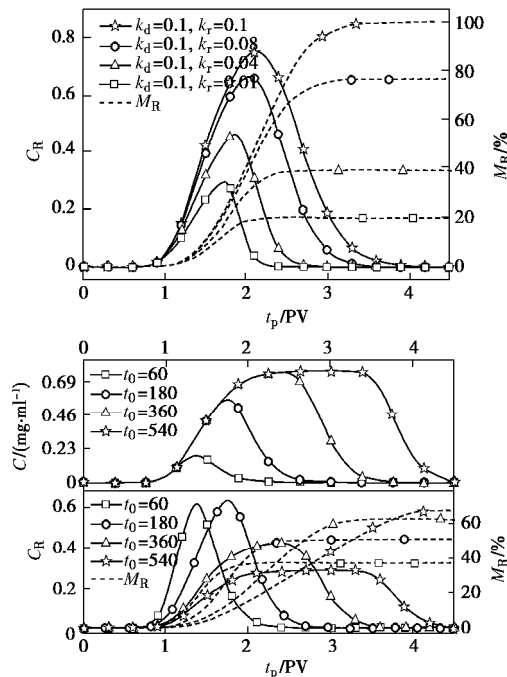 0.8
0.6
0.4
0.2
0
C_R
k_d=0.1, k_r=0.1
k_d=0.1, k_r=0.08
k_d=0.1, k_r=0.04
k_d=0.1, k_r=0.01
M_R
100
80
60
40
20
0
M_R/%
0 1 2 3 4
t_p/PV
0 1 2 3 4
0.69
0.46
0.23
0
C/(mg·ml⁻¹)
t_0=60
t_0=180
t_0=360
t_0=540
0.6
0.4
0.2
0
C_R
t_0=60
t_0=180
t_0=360
t_0=540
M_R
60
40
20
0
M_R/%
0 1 2 3 4
t_p/PV